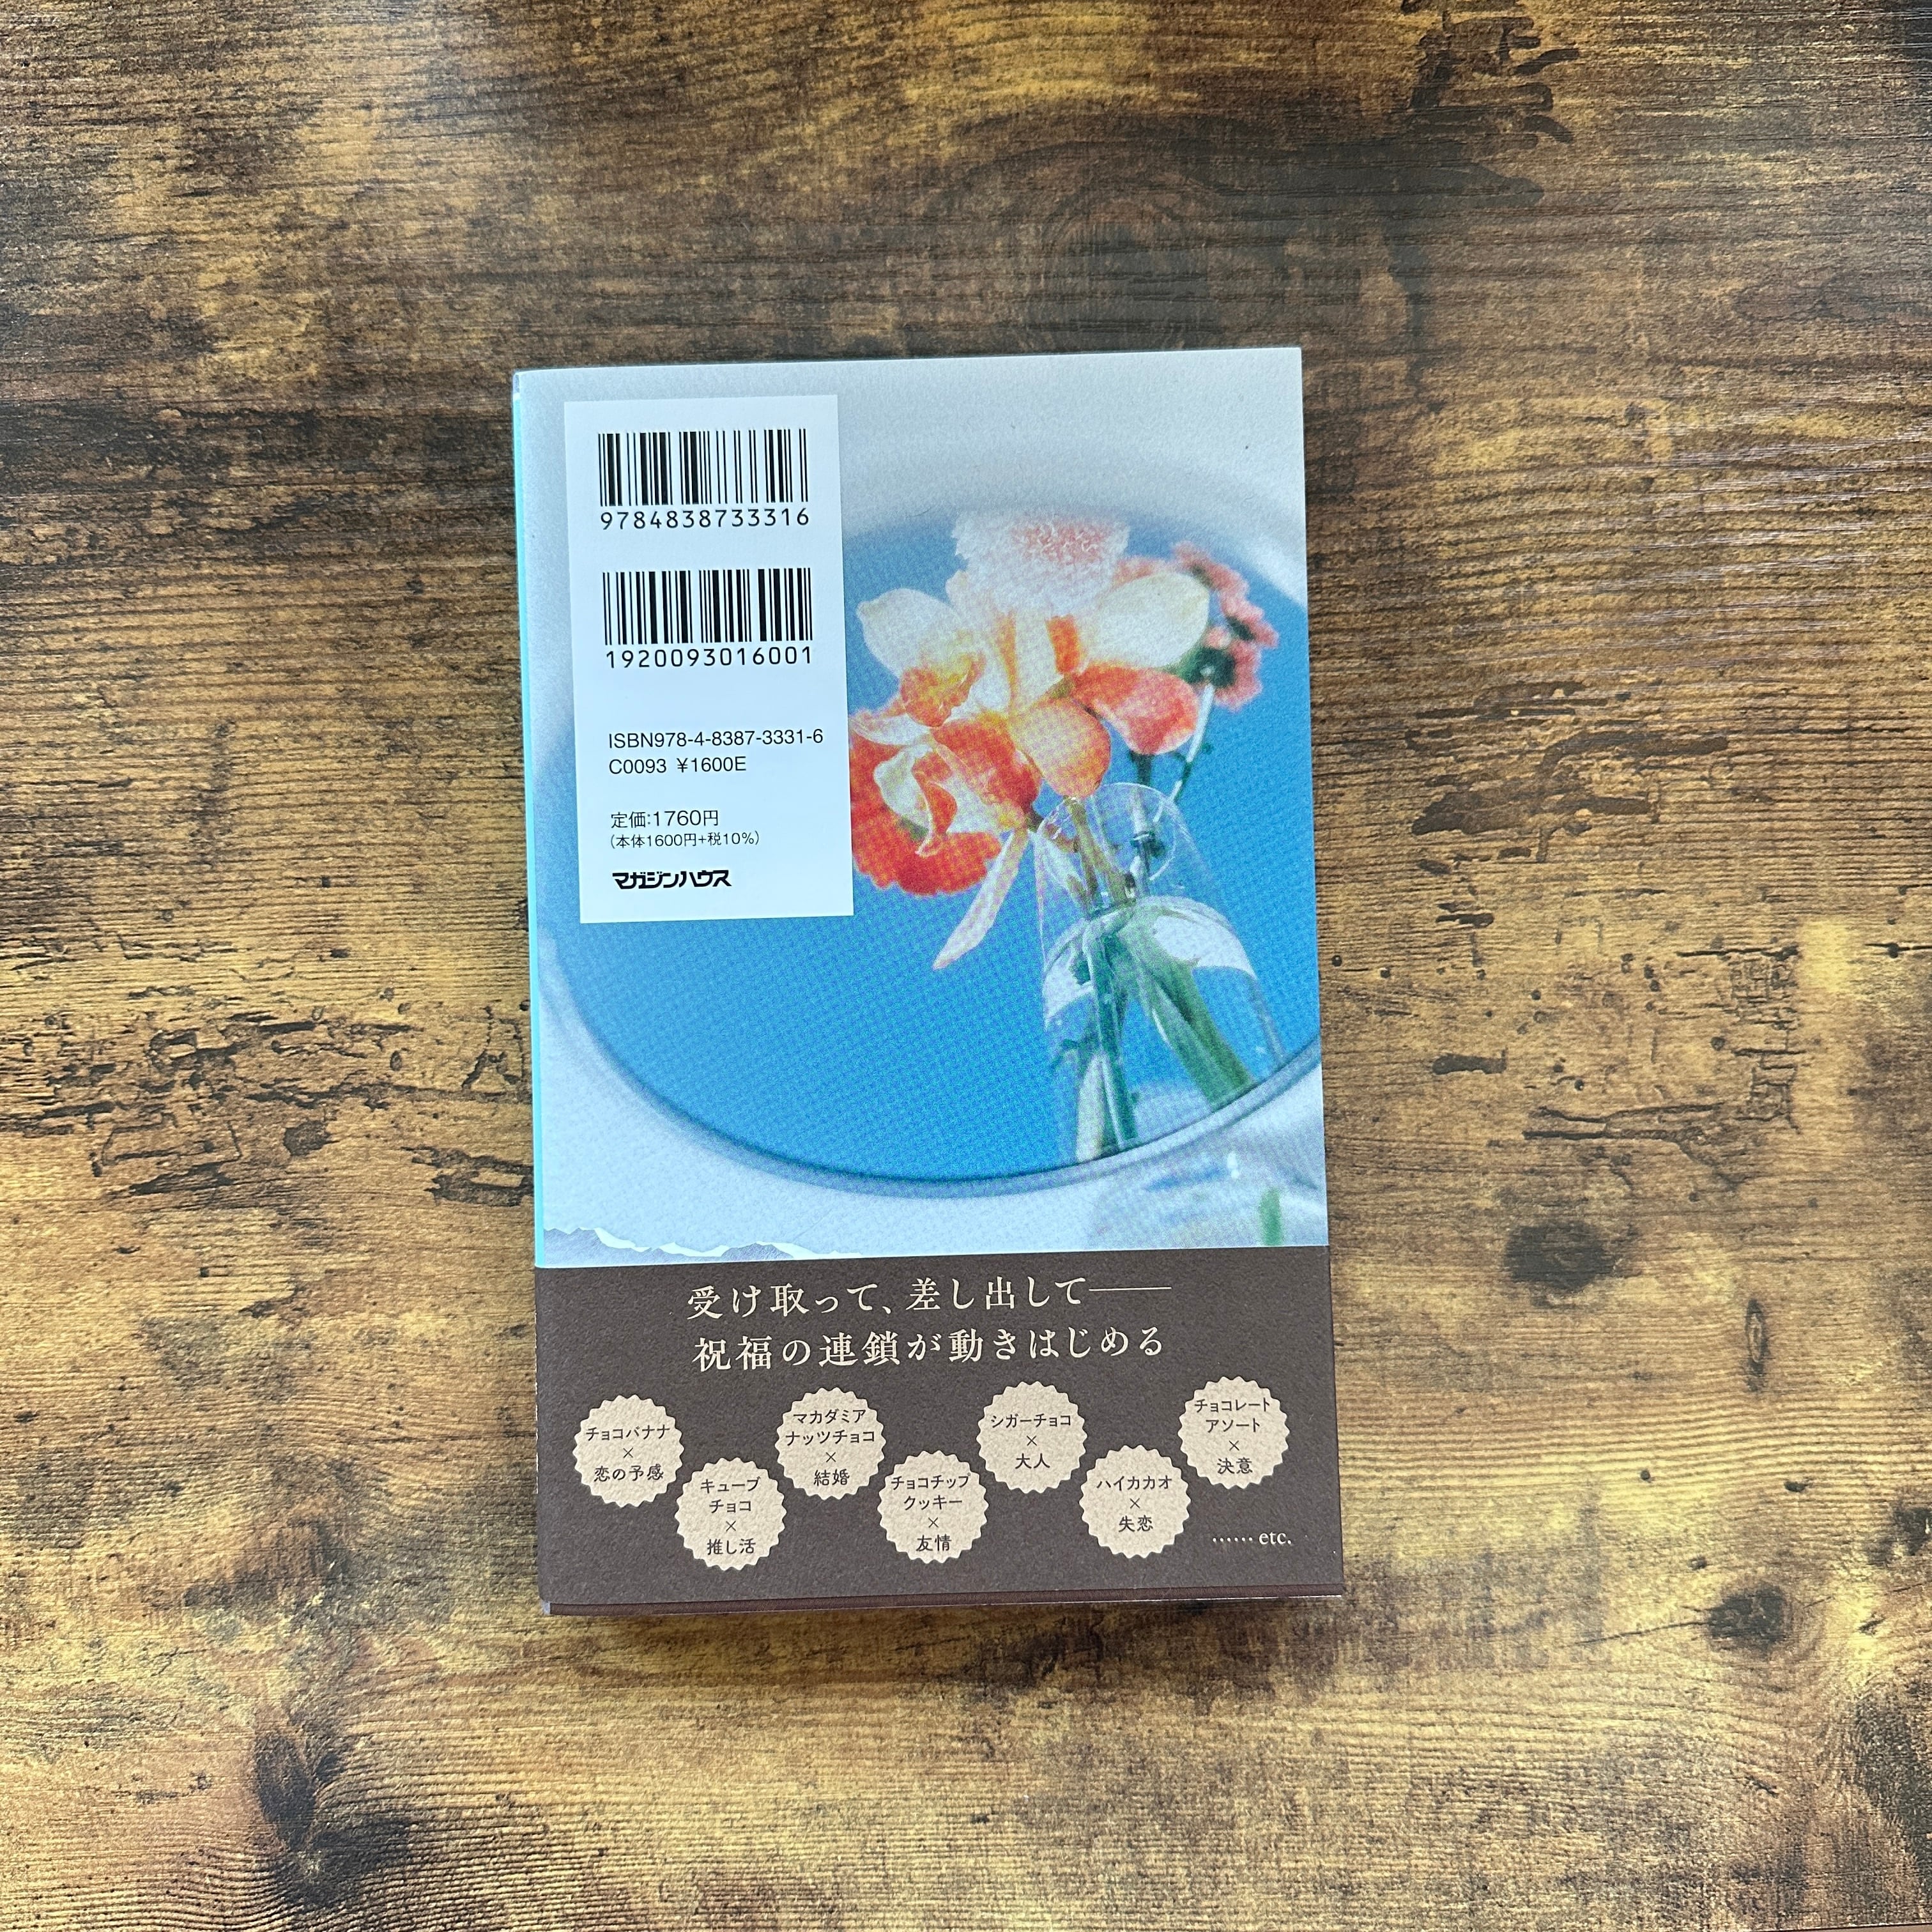 9784838733316
1920093016001
ISBN978-4-8387-3331-6
C0093 ¥1600E
定価:1760円
(本体1600円+税10%)
マガジンハウス
受け取って、差し出して──
祝福の連鎖が動きはじめる
チョコバナナ
×
恋の予感
キューブ
チョコ
×
推し活
マカダミア
ナッツチョコ
×
結婚
チョコチップ
クッキー
×
友情
シガーチョコ
×
大人
ハイカカオ
×
失恋
チョコレート
アソート
×
決意
…… etc.